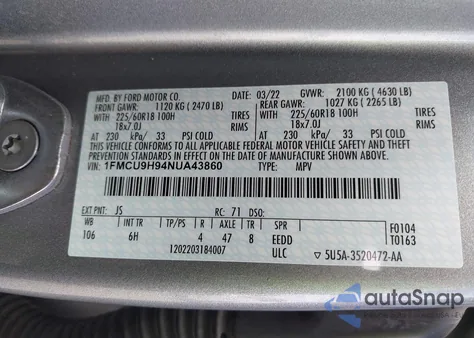 MFD. BY FORD MOTOR CO. 03/22 GVWR: 2100 KG ( 4630 LB)
FRONT GAWR: 1120 KG ( 2470 LB) REAR GAWR: 1027 KG ( 2265 LB)
225/60R18 100H TIRES 225/60R18 100H TIRES
18x7.0J RIMS 18x7.0J RIMS
AT 230 kPa/ 33 PSI COLD AT 230 kPa/ 33 PSI COLD
THIS VEHICLE CONFORMS TO ALL APPLICABLE FEDERAL MOTOR VEHICLE SAFETY AND THEFT PREVENTION
STANDARDS IN EFFECT ON THE DATE OF MANUFACTURE SHOWN ABOVE.
VIN: 1FMCU9H94NUA43860 TYPE: MPV
EXT PNT: JS RC: 71 DSO: F0104
WB INT TR TP/PS R AXLE TR SPR T0163
106 6H 4 47 8 EEDD
1202203184007 ULC 5U5A-3520472-AA
autoSnap
Powered by CarsFromWest